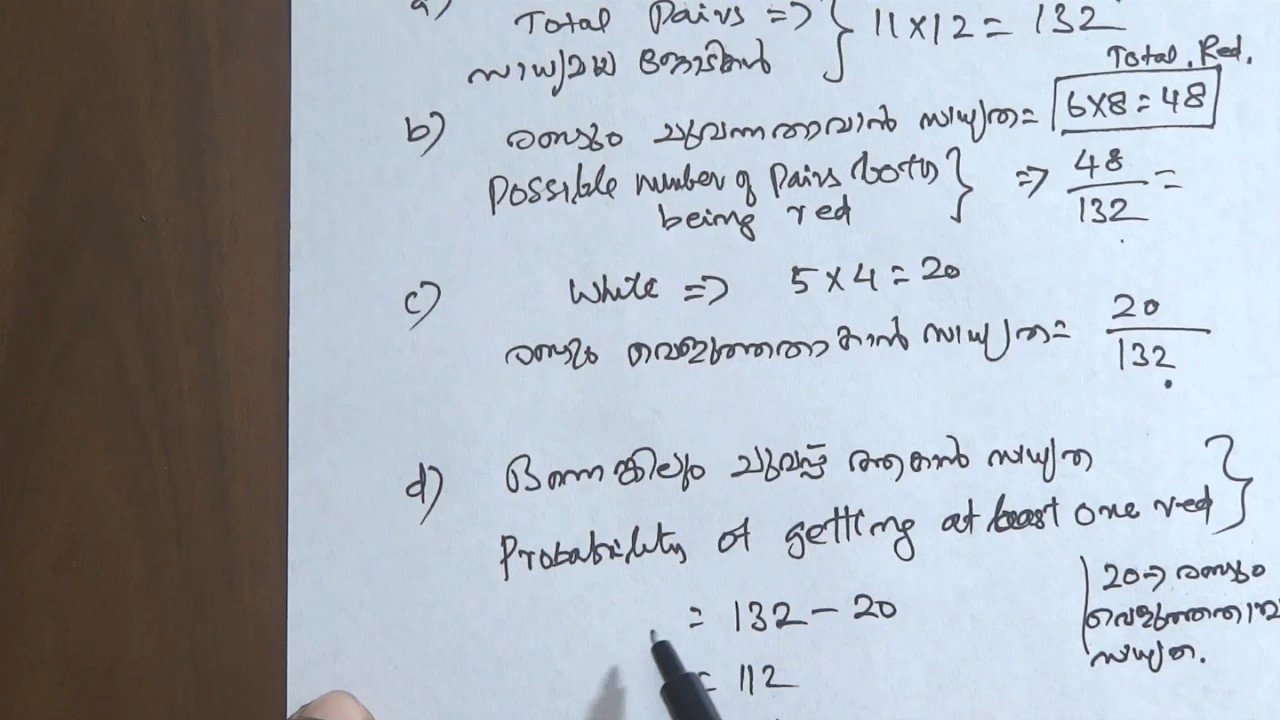 a)
Total Pairs => } 11×12 = 132
സാധ്യമായ ജോടികൾ
Total. Red.
b) രണ്ടും ചുവന്നതാവാൻ സാധ്യത = 6×8 = 48
Possible number of Pairs both } => 48/132 =
being red
c) White => 5×4 = 20
രണ്ടും വെളുത്തതാകാൻ സാധ്യത = 20/132
d) ഒന്നെങ്കിലും ചുവപ്പ് ആകാൻ സാധ്യത
Probability of getting at least one red }
= 132 - 20
20 → രണ്ടും
വെളുത്തതാവാ
സാധ്യത.
= 112